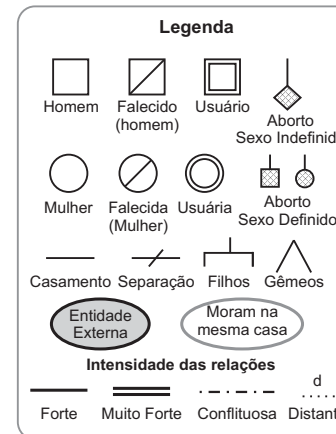 Legenda
Homem Falecido (homem) Usuário Aborto Sexo Indefinid
Mulher Falecida (Mulher) Usuária Aborto Sexo Definido
Casamento Separação Filhos Gêmeos
Entidade Externa
Moram na mesma casa
Intensidade das relações
d
Forte Muito Forte Conflituosa Distant